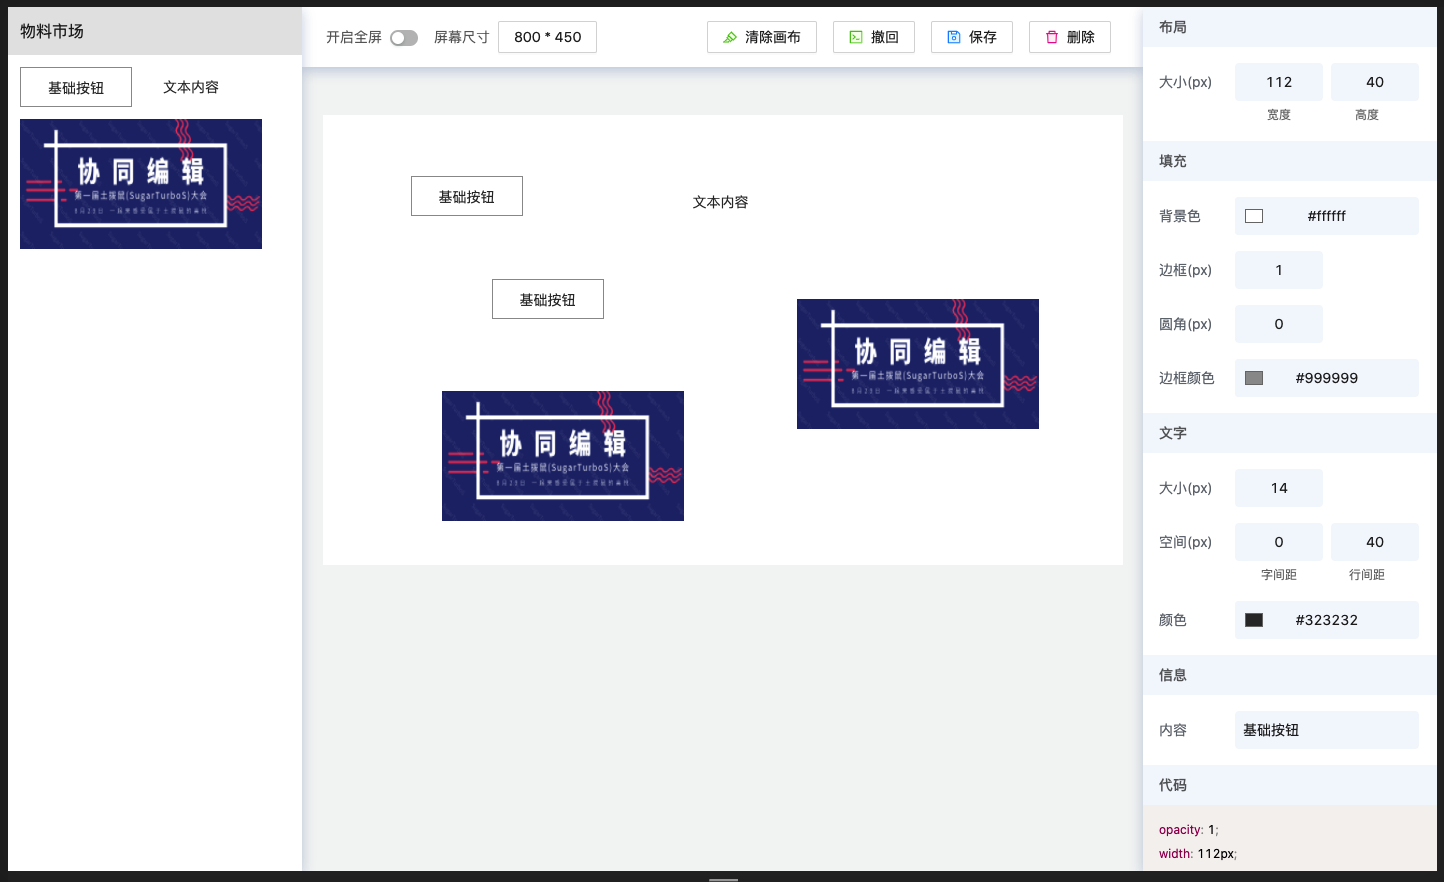 物料市场
基础按钮
文本内容
协同编辑
第一届土拨鼠(SugarTurboS)大会
开启全屏
屏幕尺寸
800 * 450
清除画布
撤回
保存
删除
基础按钮
文本内容
基础按钮
协同编辑
第一届土拨鼠(SugarTurboS)大会
协同编辑
第一届土拨鼠(SugarTurboS)大会
布局
大小(px)
112
40
宽度
高度
填充
背景色
#ffffff
边框(px)
1
圆角(px)
0
边框颜色
#999999
文字
大小(px)
14
空间(px)
0
40
字间距
行间距
颜色
#323232
信息
内容
基础按钮
代码
opacity: 1;
width: 112px;